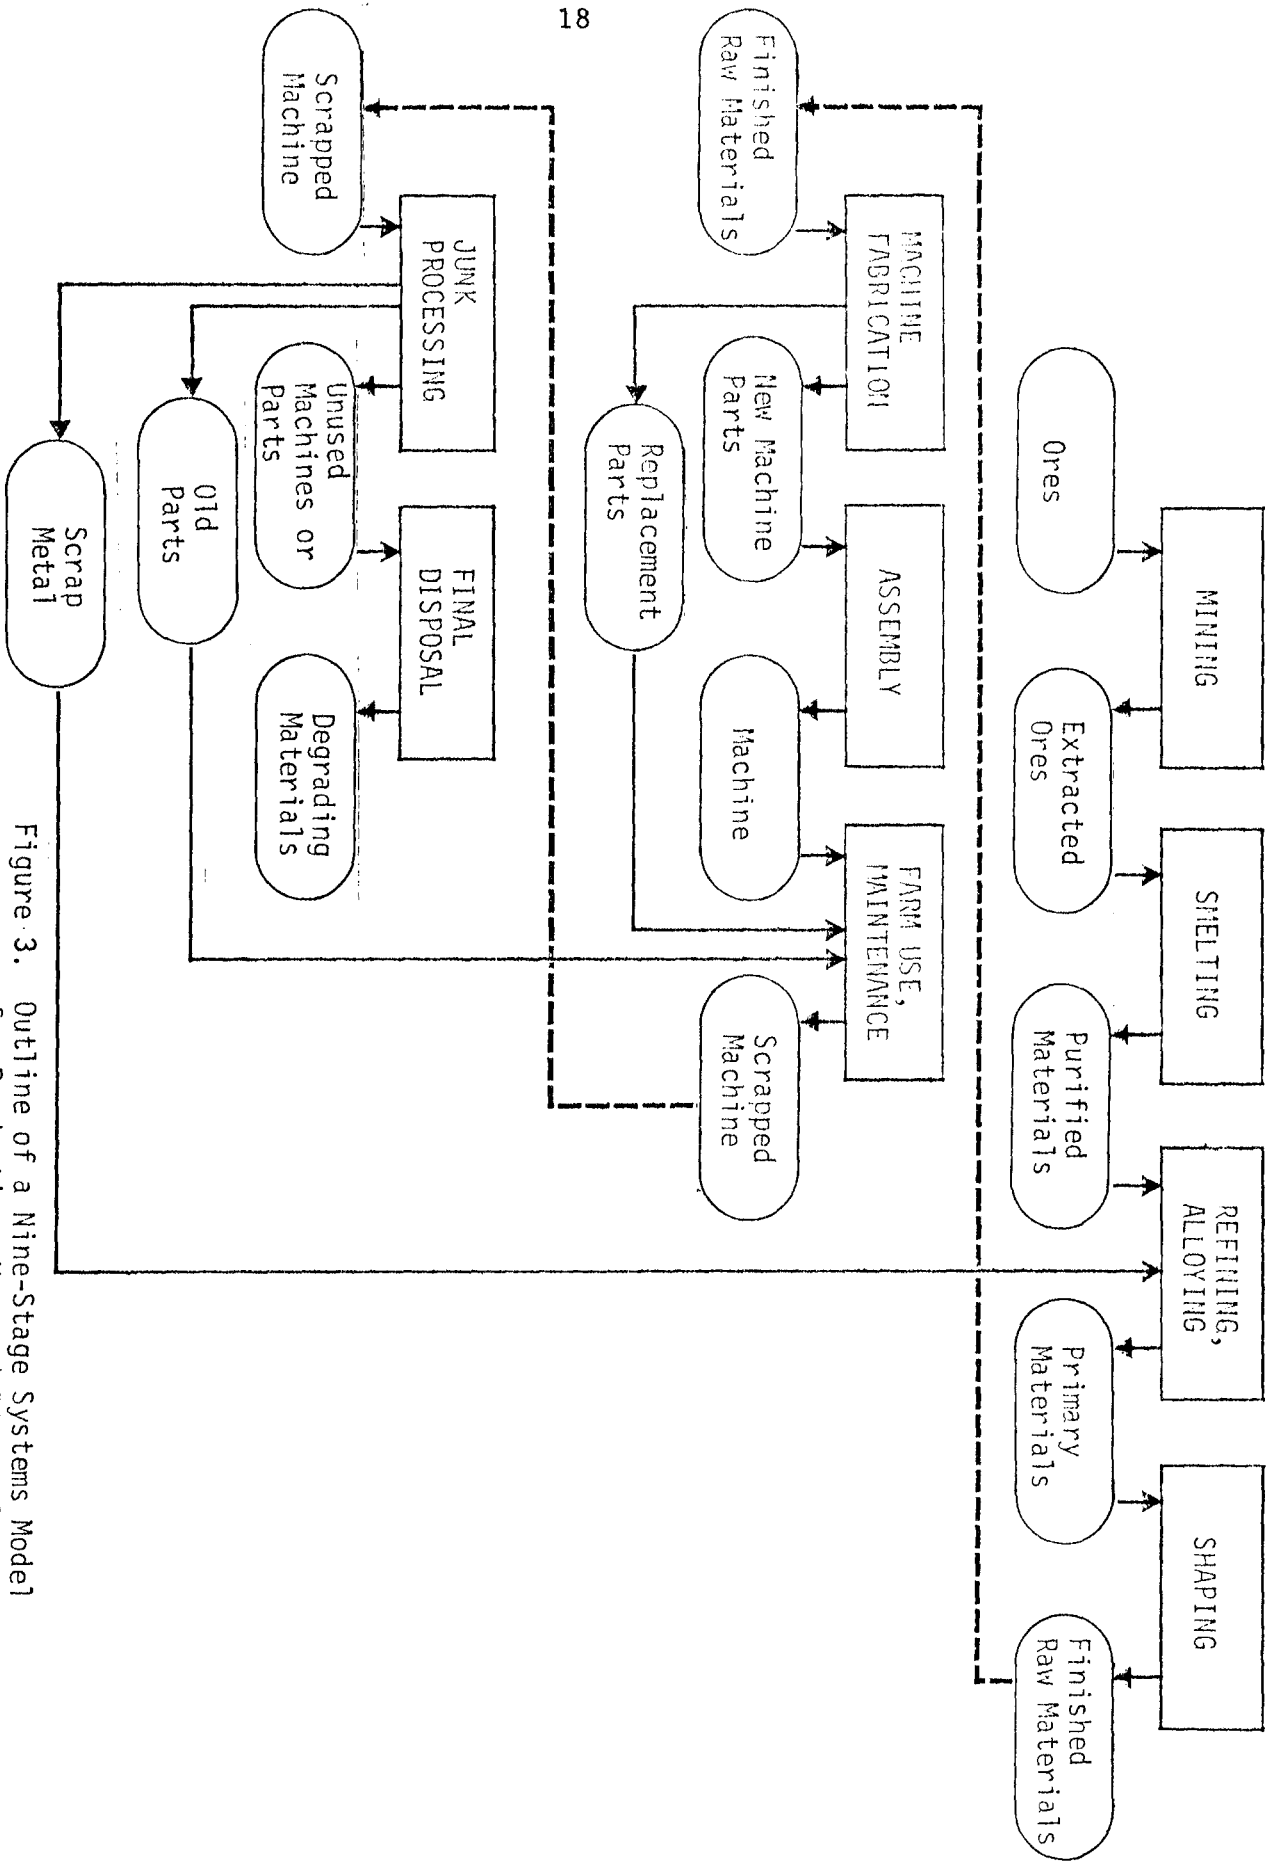 18
MINING
SMELTING
REFINING,
ALLOYING
SHAPING
Ores
Extracted
Ores
Purified
Materials
Primary
Materials
Finished
Raw Materials
MACHINE
FABRICATION
ASSEMBLY
FARM USE,
MAINTENANCE
Finished
Raw Materials
New Machine
Parts
Machine
Scrapped
Machine
Replacement
Parts
JUNK
PROCESSING
FINAL
DISPOSAL
Scrapped
Machine
Unused
Machines or
Parts
Degrading
Materials
Old
Parts
Scrap
Metal
Figure 3. Outline of a Nine-Stage Systems Model